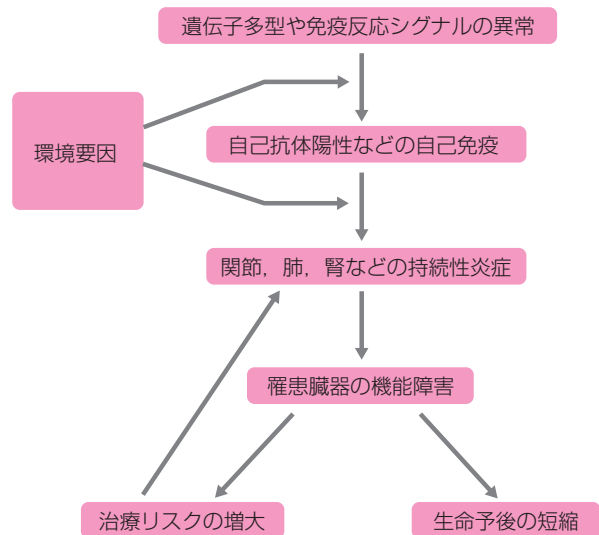 遺伝子多型や免疫反応シグナルの異常
環境要因
自己抗体陽性などの自己免疫
関節，肺，腎などの持続性炎症
罹患臓器の機能障害
治療リスクの増大
生命予後の短縮